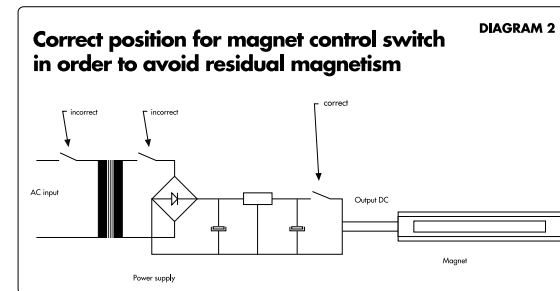 DIAGRAM 2
Correct position for magnet control switch
in order to avoid residual magnetism
incorrect
incorrect
correct
AC input
Output DC
Magnet
Power supply